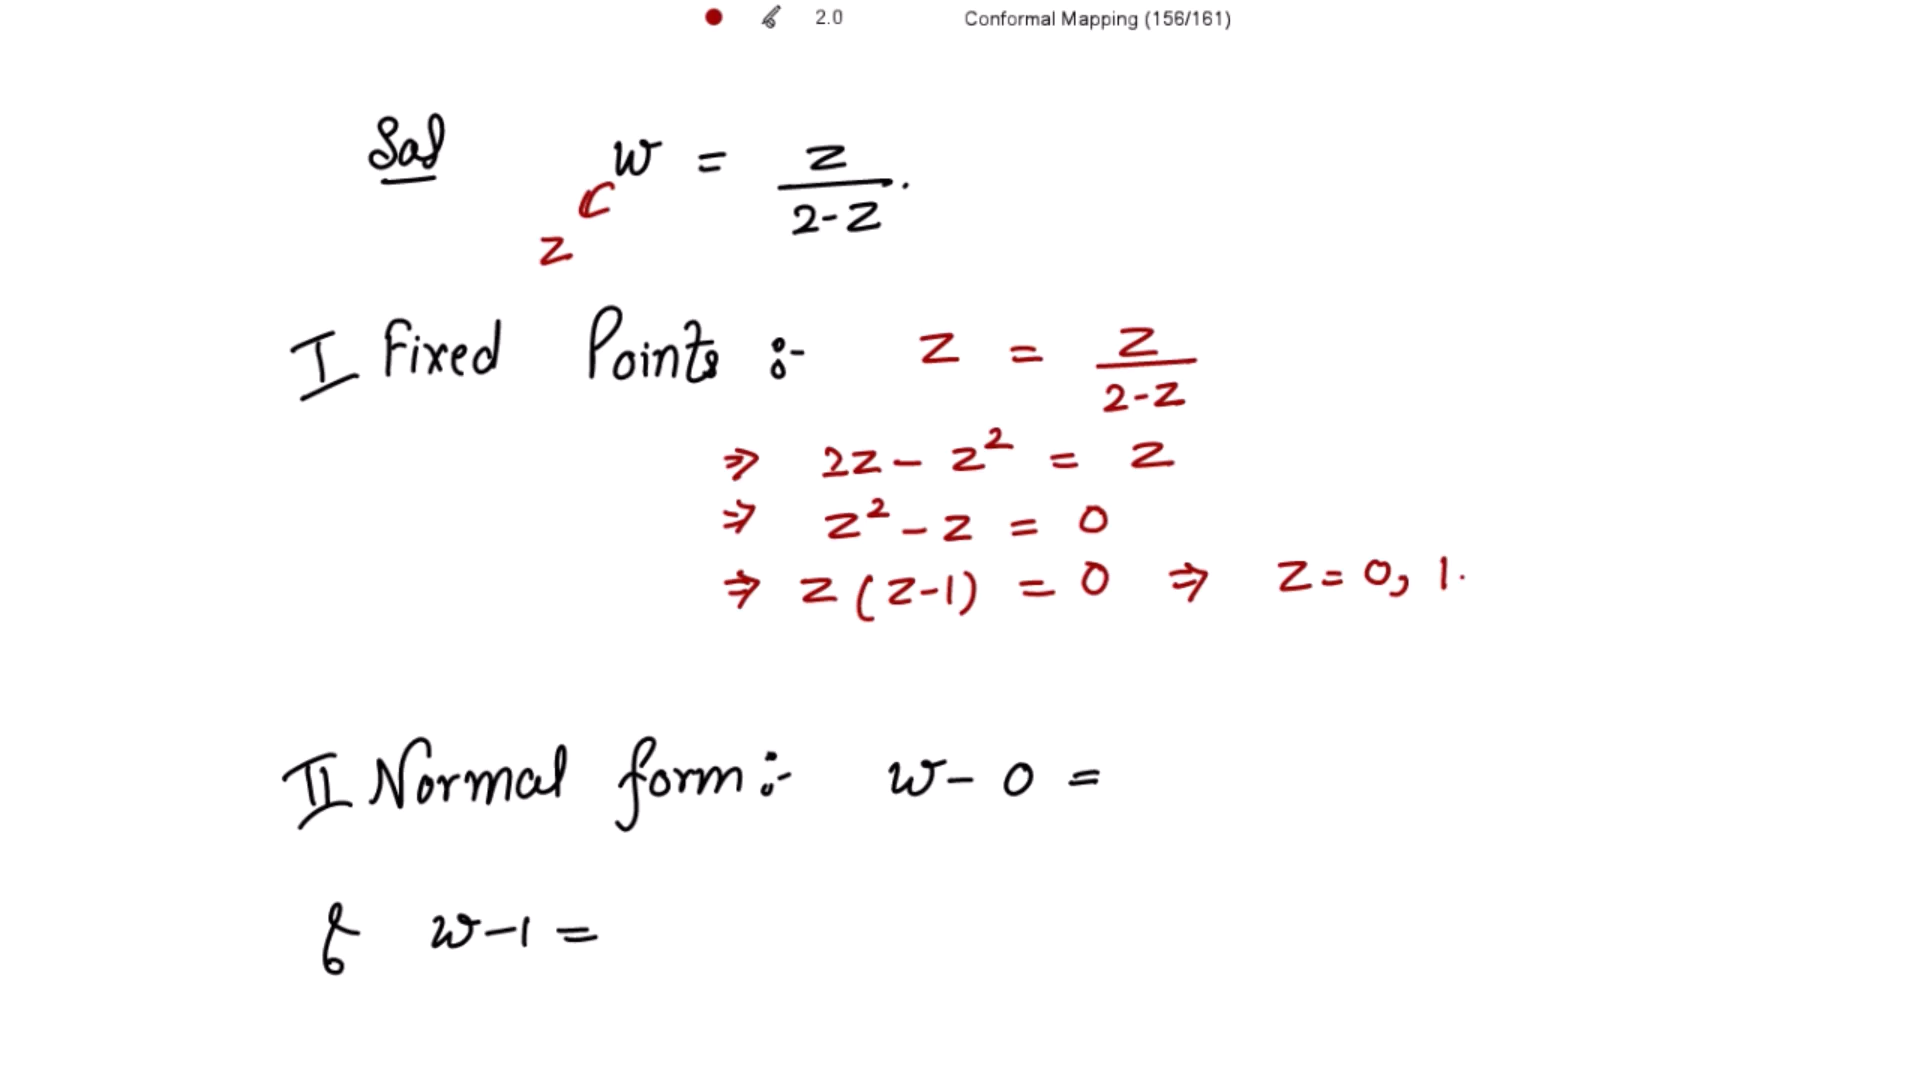 2.0 Conformal Mapping (156/161)
Sol w = z/(2-z).
z
I Fixed Points :- z = z/(2-z)
⇒ 2z - z² = z
⇒ z² - z = 0
⇒ z(z-1) = 0 ⇒ z = 0, 1.
II Normal form :- w - 0 =
& w - 1 =